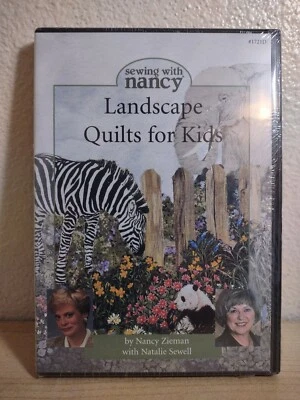 sewing with
nancy
Landscape
Quilts for Kids
by Nancy Zieman
with Natalie Sewell